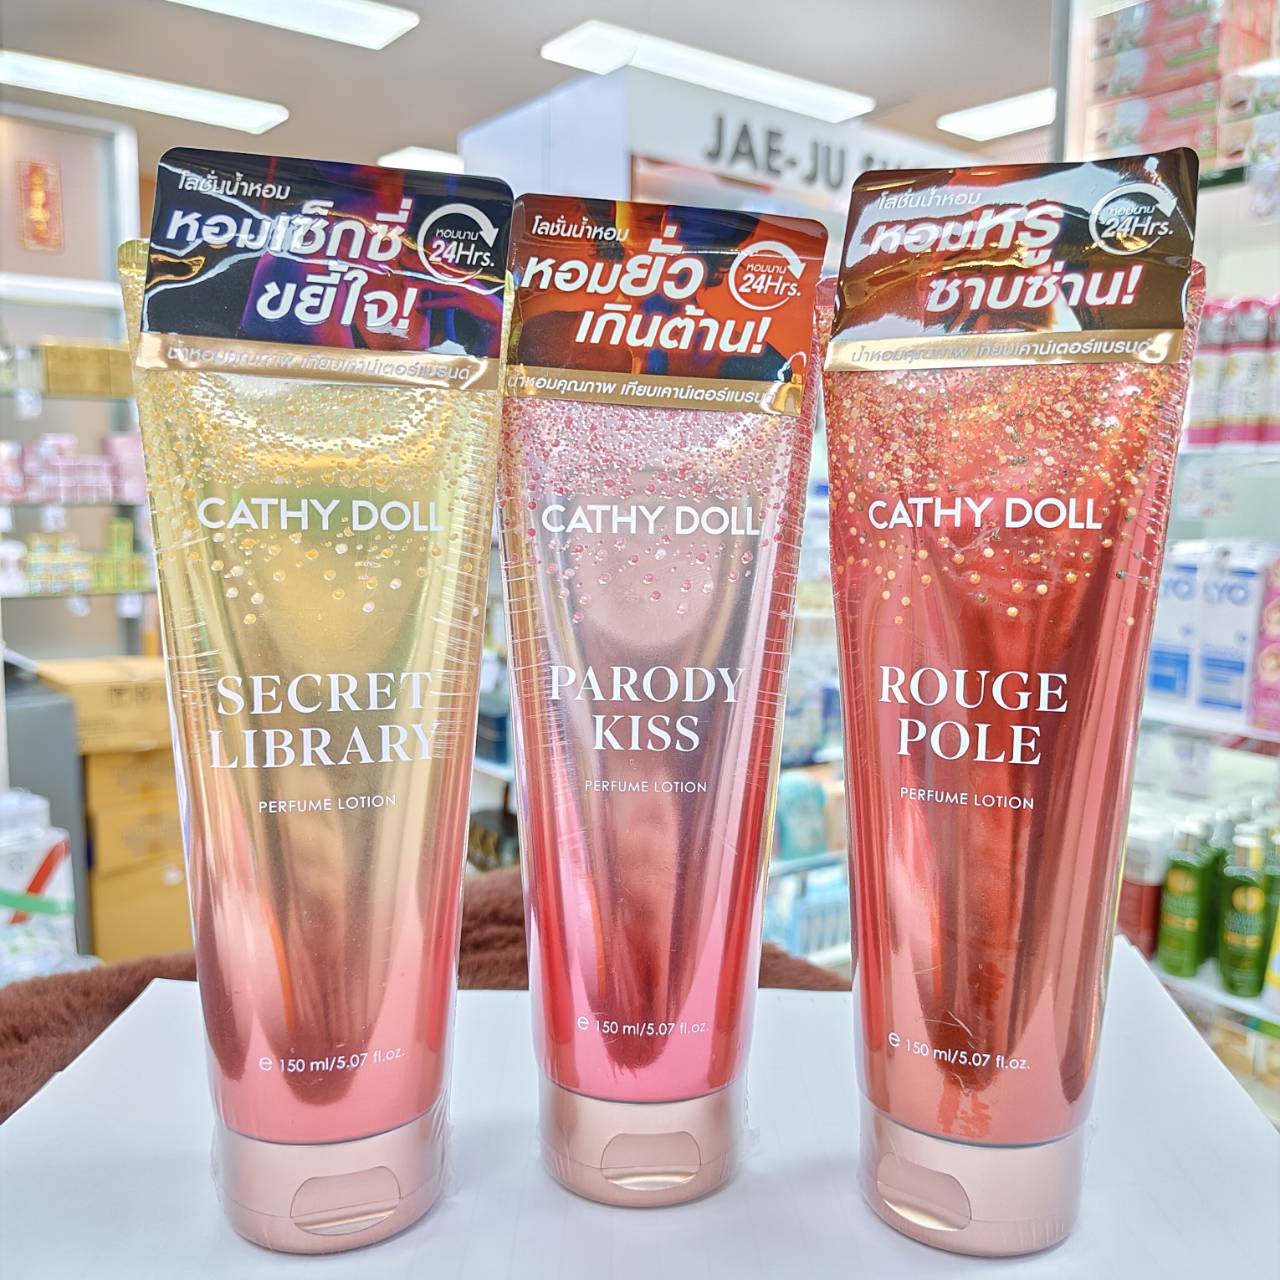 JAE-JU
โลชั่นน้ำหอม
หอมเซ็กซี่
ขยี้ใจ!
หอมนาน
24Hrs.
น้ำหอมคุณภาพ เทียบเคาน์เตอร์แบรนด์
CATHY DOLL
SECRET
LIBRARY
PERFUME LOTION
e 150 ml/5.07 fl.oz.
โลชั่นน้ำหอม
หอมยั่ว
เกินต้าน!
หอมนาน
24Hrs.
น้ำหอมคุณภาพ เทียบเคาน์เตอร์แบรนด์
CATHY DOLL
PARODY
KISS
PERFUME LOTION
e 150 ml/5.07 fl.oz.
โลชั่นน้ำหอม
หอมหรู
ซาบซ่าน!
หอมนาน
24Hrs.
น้ำหอมคุณภาพ เทียบเคาน์เตอร์แบรนด์
CATHY DOLL
ROUGE
POLE
PERFUME LOTION
e 150 ml/5.07 fl.oz.